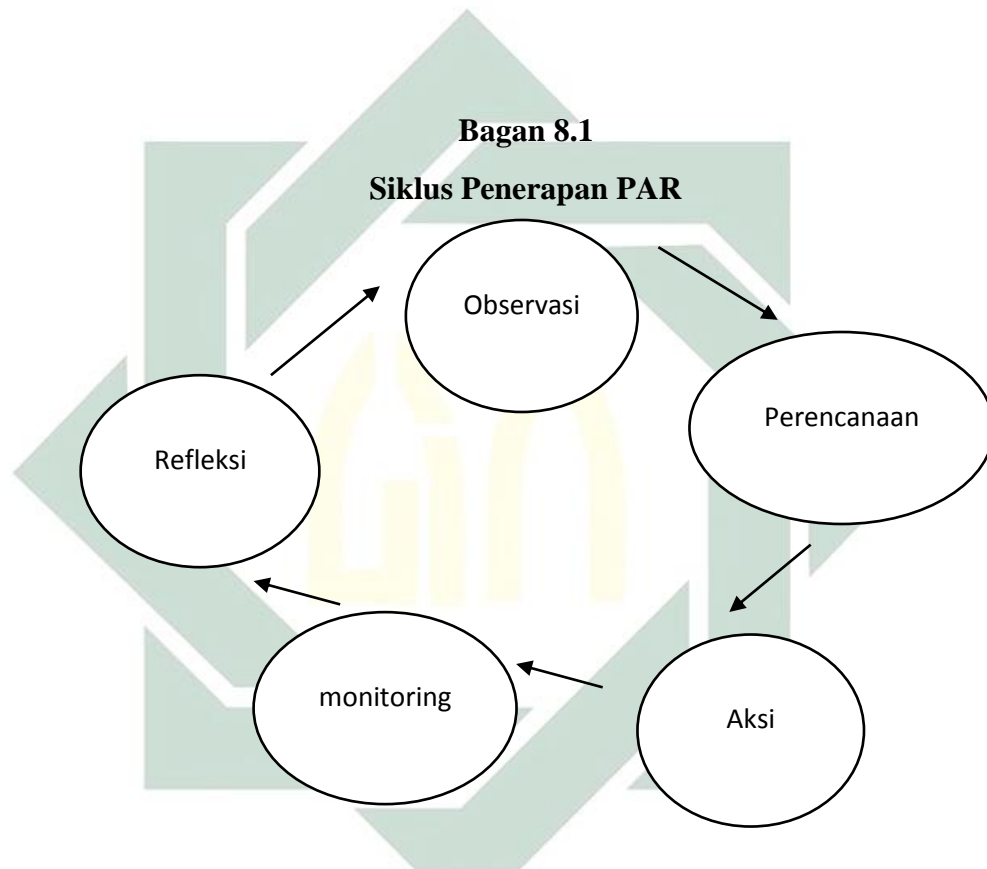 Bagan 8.1
Siklus Penerapan PAR
Observasi
Perencanaan
Refleksi
monitoring
Aksi